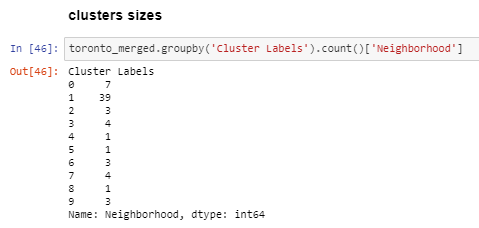 clusters sizes
In [46]: toronto_merged.groupby('Cluster Labels').count()['Neighborhood']
Out[46]: Cluster Labels
0     7
1    39
2     3
3     4
4     1
5     1
6     3
7     4
8     1
9     3
Name: Neighborhood, dtype: int64